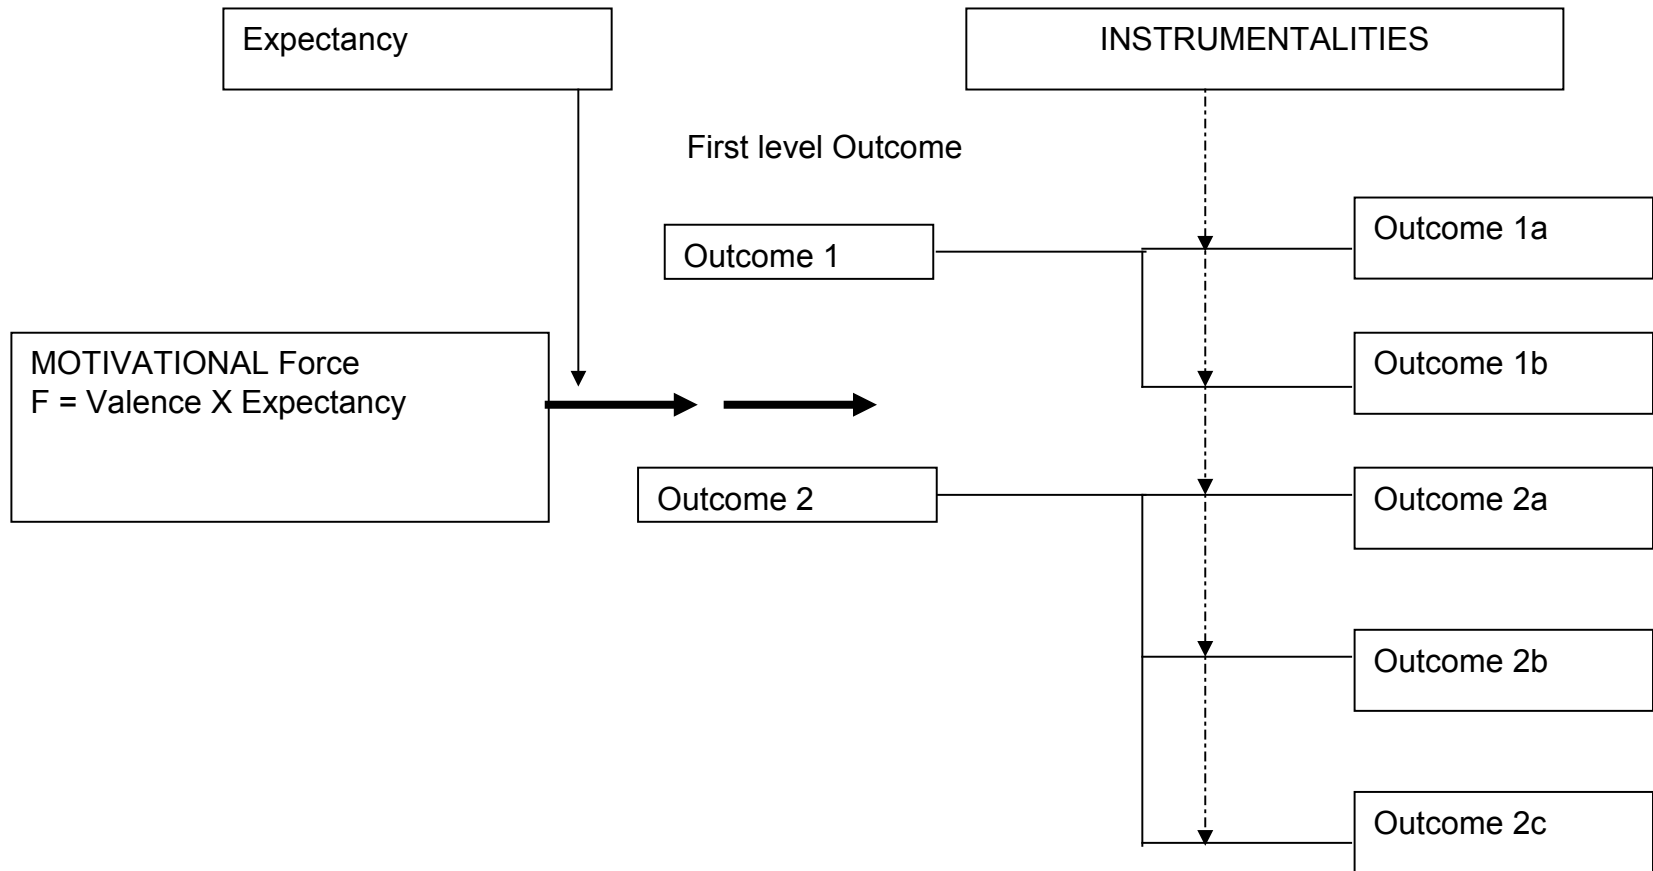 Expectancy
INSTRUMENTALITIES
First level Outcome
Outcome 1
Outcome 1a
Outcome 1b
MOTIVATIONAL Force
F = Valence X Expectancy
Outcome 2
Outcome 2a
Outcome 2b
Outcome 2c